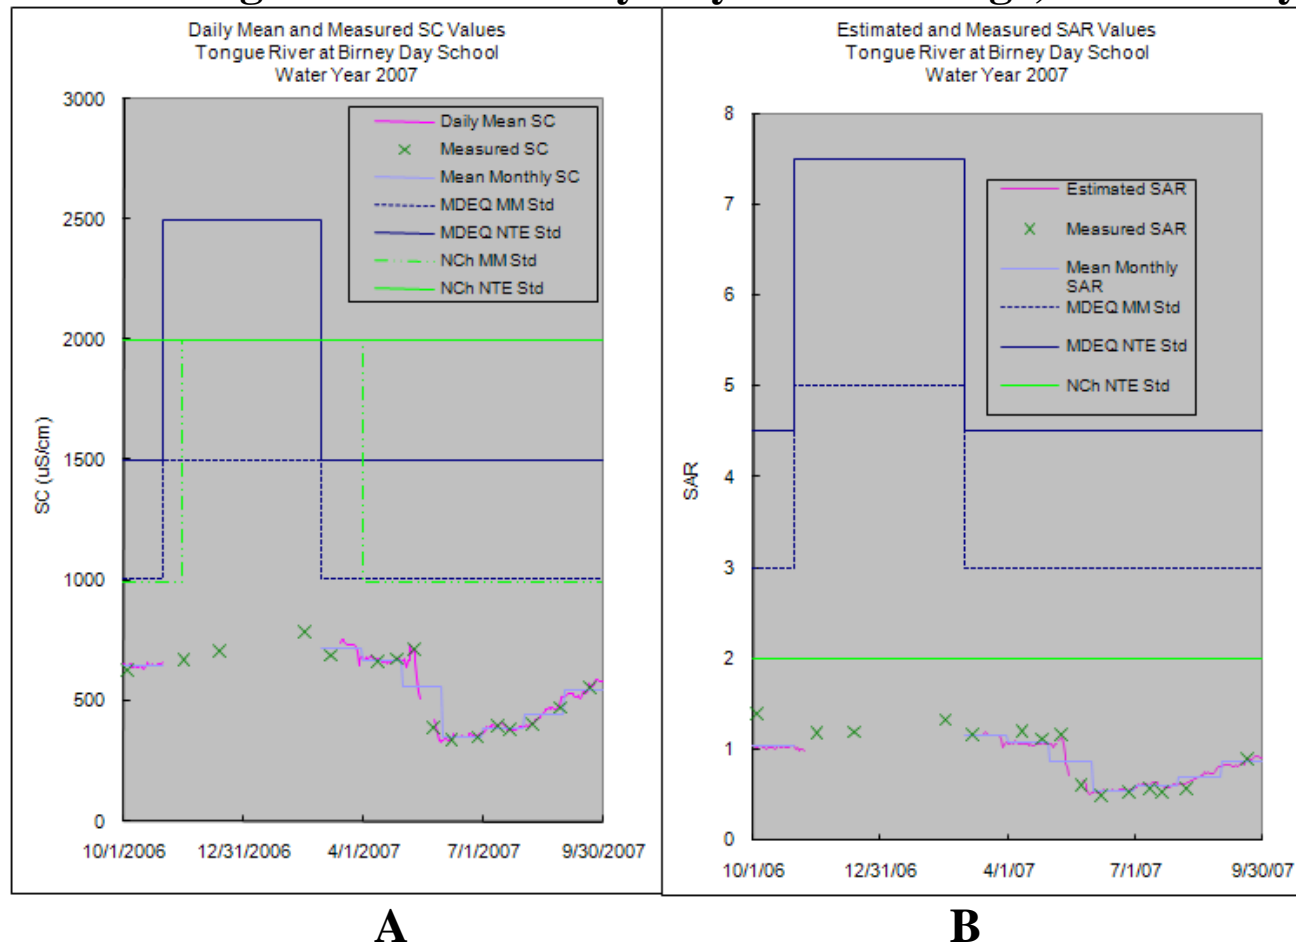 Daily Mean and Measured SC Values
Tongue River at Birney Day School
Water Year 2007
3000
2500
2000
1500
1000
500
0
SC (uS/cm)
Daily Mean SC
Measured SC
Mean Monthly SC
MDEQ MM Std
MDEQ NTE Std
NCh MM Std
NCh NTE Std
10/1/2006 12/31/2006 4/1/2007 7/1/2007 9/30/2007
A
Estimated and Measured SAR Values
Tongue River at Birney Day School
Water Year 2007
8
7
6
5
4
3
2
1
0
SAR
Estimated SAR
Measured SAR
Mean Monthly
SAR
MDEQ MM Std
MDEQ NTE Std
NCh NTE Std
10/1/06 12/31/06 4/1/07 7/1/07 9/30/07
B